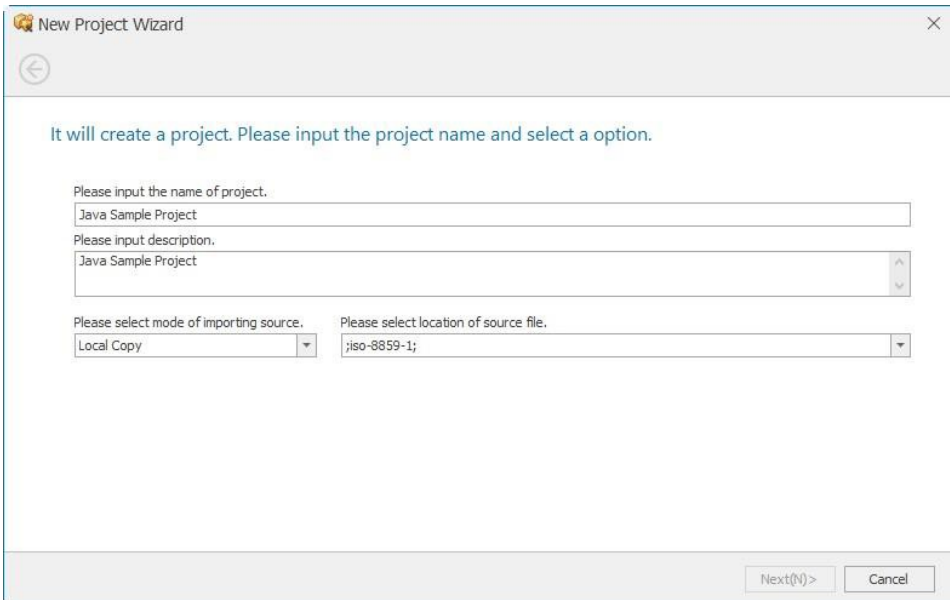 New Project Wizard
It will create a project. Please input the project name and select a option.
Please input the name of project.
Java Sample Project
Please input description.
Java Sample Project
Please select mode of importing source. Please select location of source file.
Local Copy ;iso-8859-1;
Next(N)> Cancel